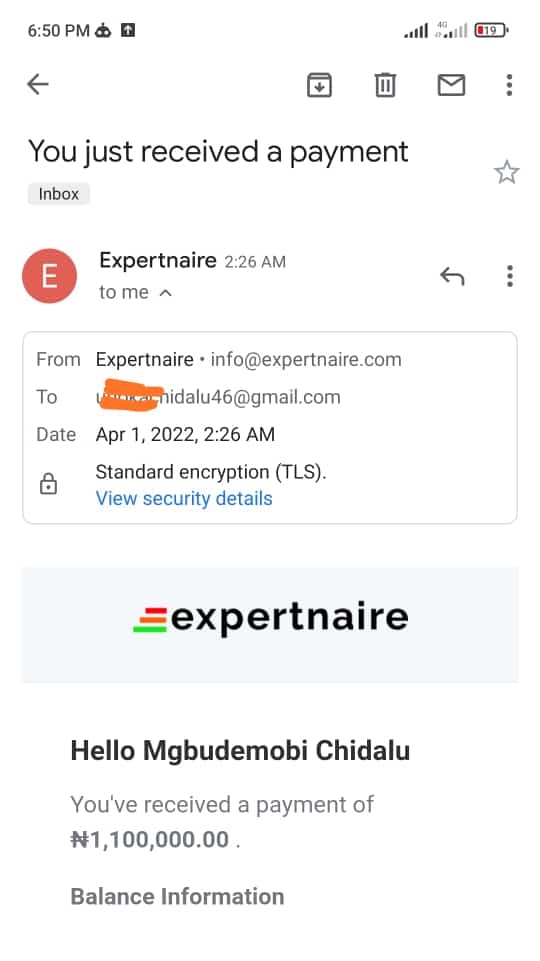 6:50 PM
4G
19
You just received a payment
Inbox
E
Expertnaire 2:26 AM
to me
From Expertnaire • info@expertnaire.com
To hidalu46@gmail.com
Date Apr 1, 2022, 2:26 AM
Standard encryption (TLS).
View security details
expertnaire
Hello Mgbudemobi Chidalu
You've received a payment of
₦1,100,000.00 .
Balance Information